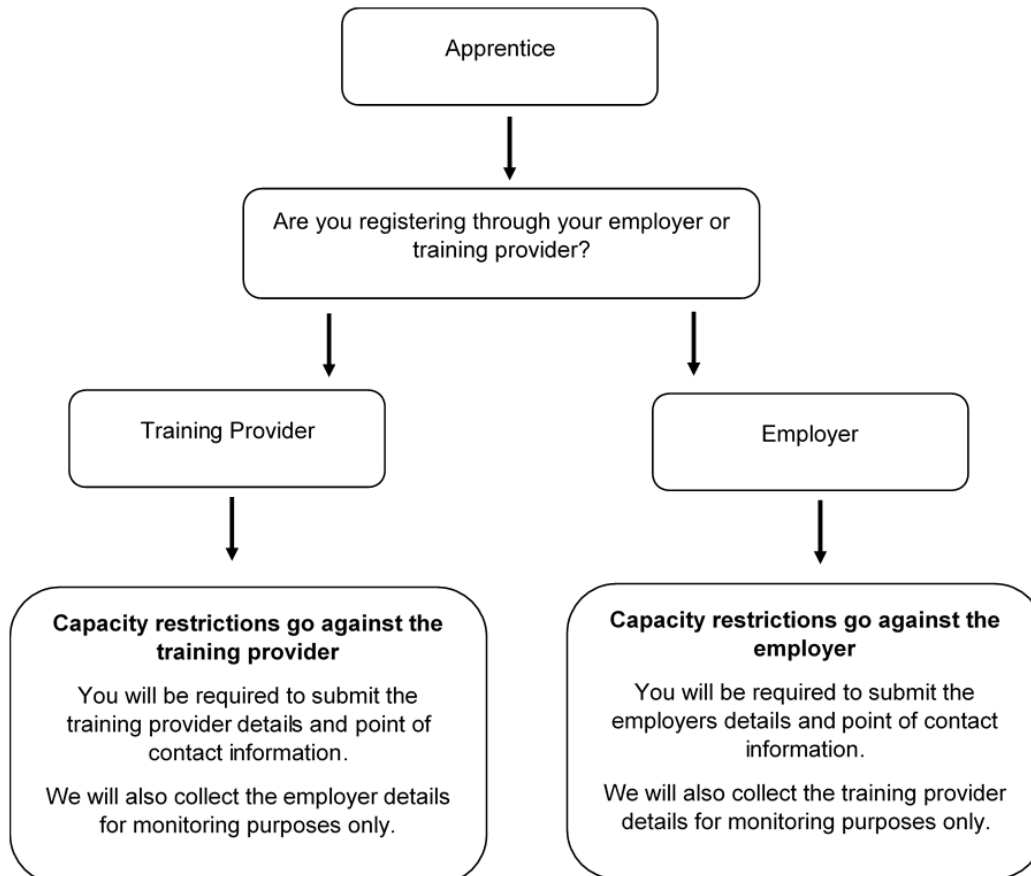 Apprentice
Are you registering through your employer or
training provider?
Training Provider
Employer
Capacity restrictions go against the
training provider
You will be required to submit the
training provider details and point of
contact information.
We will also collect the employer details
for monitoring purposes only.
Capacity restrictions go against the
employer
You will be required to submit the
employers details and point of contact
information.
We will also collect the training provider
details for monitoring purposes only.